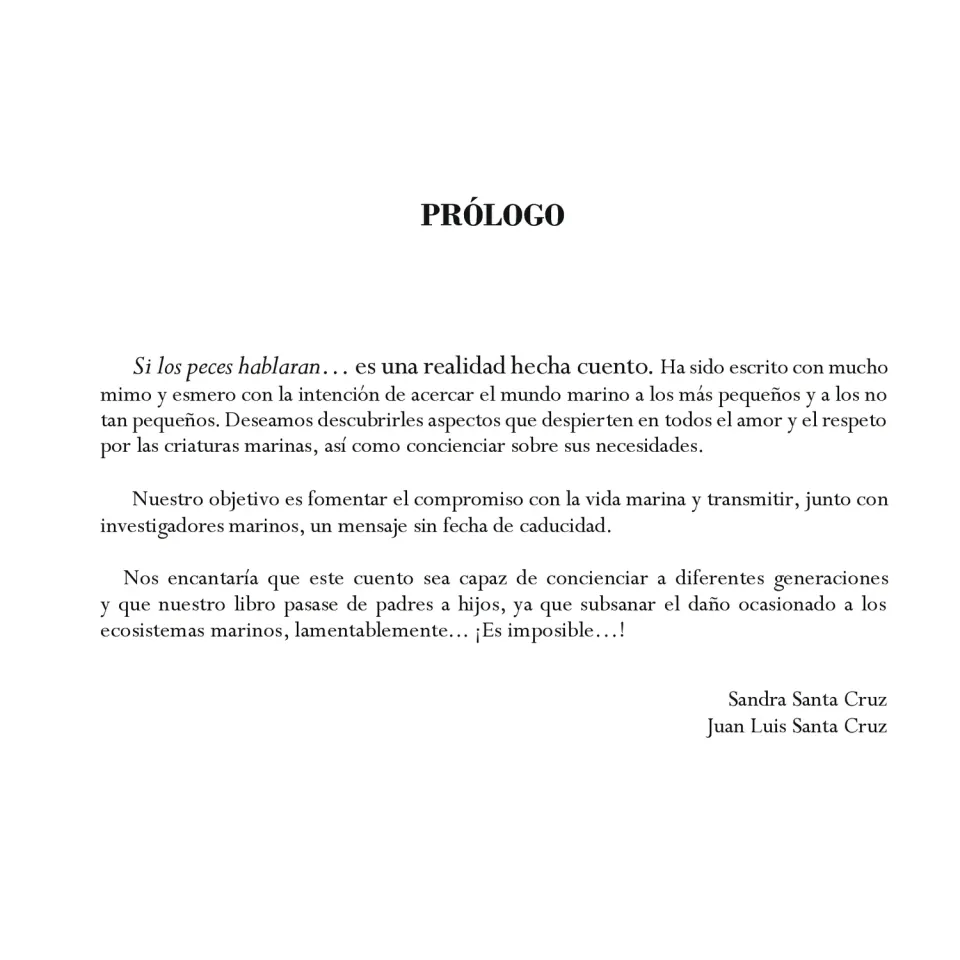 PRÓLOGO
Si los peces hablaran… es una realidad hecha cuento. Ha sido escrito con mucho
mimo y esmero con la intención de acercar el mundo marino a los más pequeños y a los no
tan pequeños. Deseamos descubrirles aspectos que despierten en todos el amor y el respeto
por las criaturas marinas, así como concienciar sobre sus necesidades.
Nuestro objetivo es fomentar el compromiso con la vida marina y transmitir, junto con
investigadores marinos, un mensaje sin fecha de caducidad.
Nos encantaría que este cuento sea capaz de concienciar a diferentes generaciones
y que nuestro libro pasase de padres a hijos, ya que subsanar el daño ocasionado a los
ecosistemas marinos, lamentablemente... ¡Es imposible…!
Sandra Santa Cruz
Juan Luis Santa Cruz